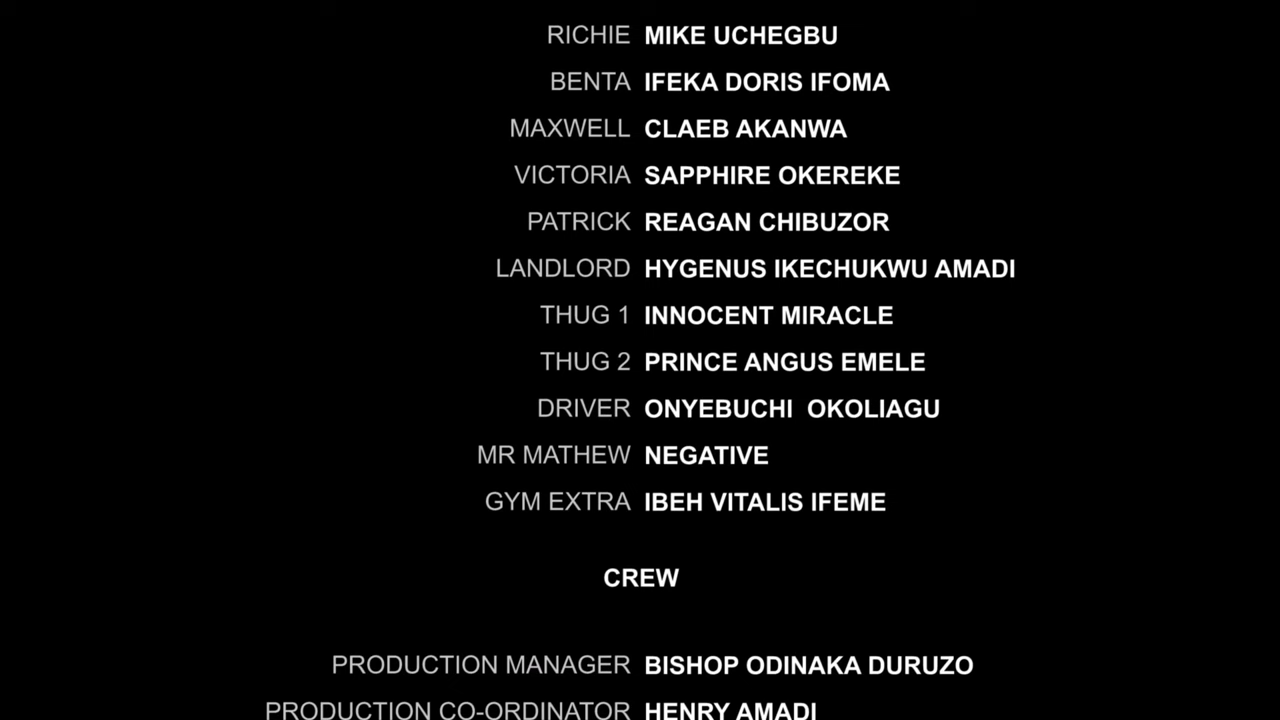 RICHIE MIKE UCHEGBU
BENTA IFEKA DORIS IFOMA
MAXWELL CLAEB AKANWA
VICTORIA SAPPHIRE OKEREKE
PATRICK REAGAN CHIBUZOR
LANDLORD HYGENUS IKECHUKWU AMADI
THUG 1 INNOCENT MIRACLE
THUG 2 PRINCE ANGUS EMELE
DRIVER ONYEBUCHI  OKOLIAGU
MR MATHEW NEGATIVE
GYM EXTRA IBEH VITALIS IFEME
CREW
PRODUCTION MANAGER BISHOP ODINAKA DURUZO
PRODUCTION CO-ORDINATOR HENRY AMADI